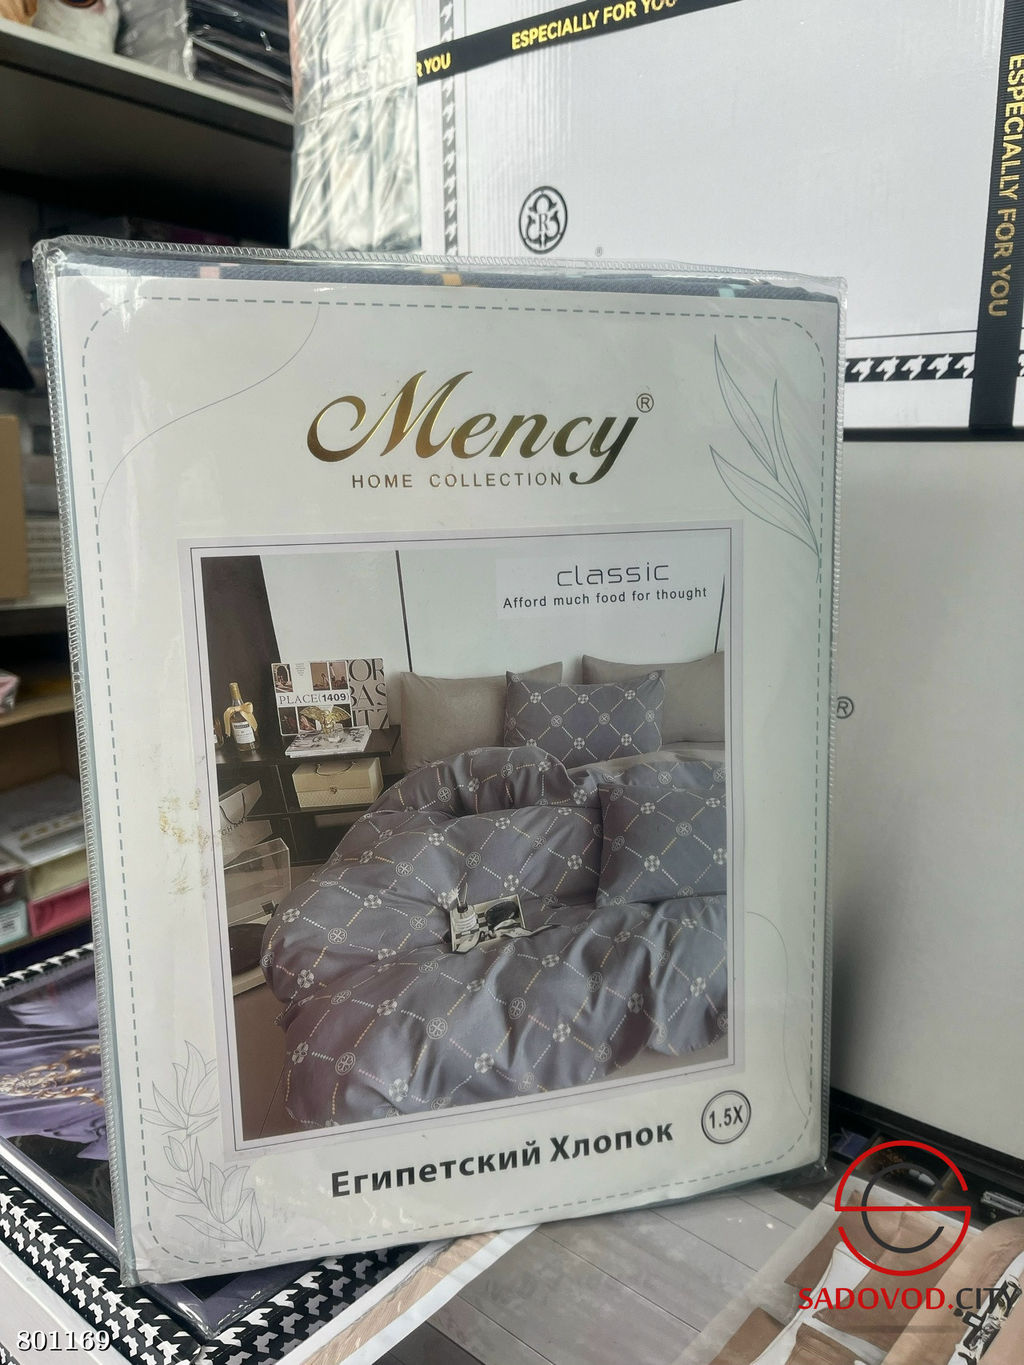 ESPECIALLY FOR YOU
R YOU
ESPECIALLY FOR YOU
R
®
Mency®
HOME COLLECTION
classic
Afford much food for thought
PLACE(1409)
®
1.5X
Египетский Хлопок
SADOVOD.CITY
801169